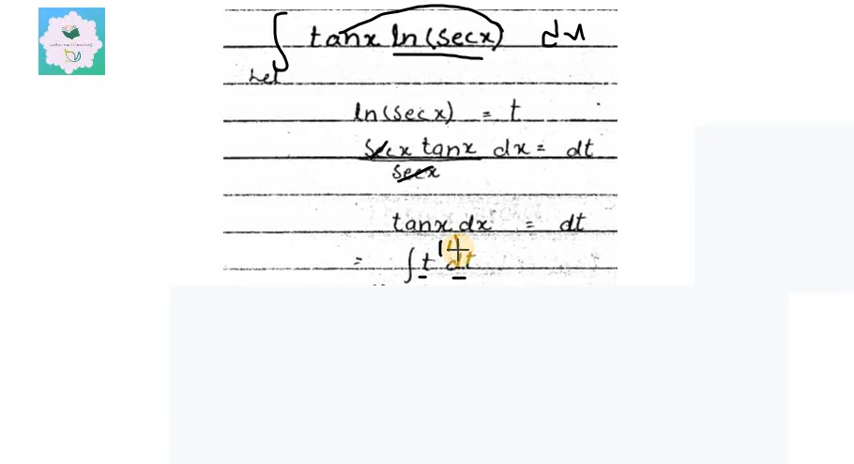 ∫ tanx ln(secx) dx
Let
ln(secx) = t
secx tanx dx = dt
secx
tanx dx = dt
= ∫ t dt